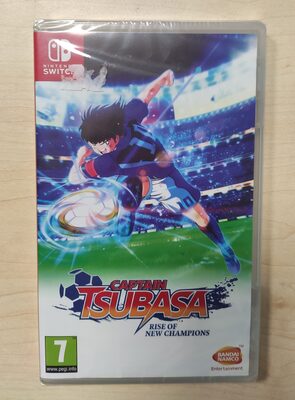 NINTENDO
SWITCH
CAPTAIN
TSUBASA
RISE OF
NEW CHAMPIONS
7
www.pegi.info
BANDAI
NAMCO
Entertainment